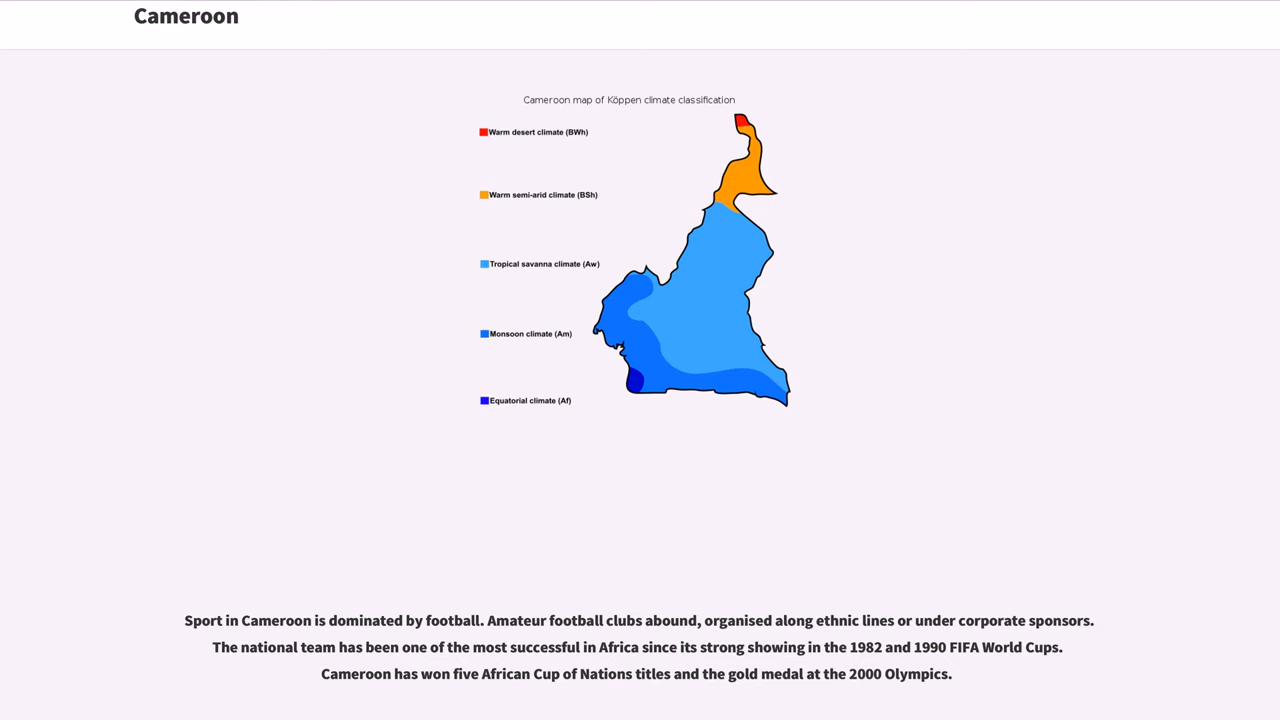 Cameroon
Cameroon map of Köppen climate classification
Warm desert climate (BWh)
Warm semi-arid climate (BSh)
Tropical savanna climate (Aw)
Monsoon climate (Am)
Equatorial climate (Af)
Sport in Cameroon is dominated by football. Amateur football clubs abound, organised along ethnic lines or under corporate sponsors.
The national team has been one of the most successful in Africa since its strong showing in the 1982 and 1990 FIFA World Cups.
Cameroon has won five African Cup of Nations titles and the gold medal at the 2000 Olympics.